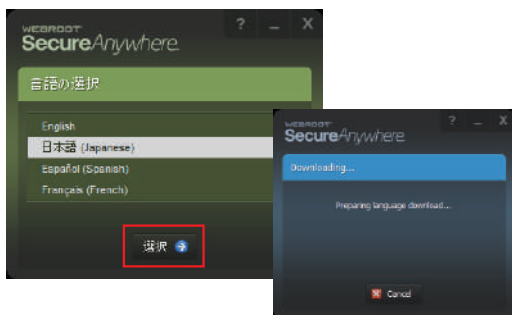 WEBROOT
SecureAnywhere
? _ X
言語の選択
English
日本語 (Japanese)
Español (Spanish)
Français (French)
選択
WEBROOT
SecureAnywhere
? _ X
Downloading...
Preparing language download...
Cancel